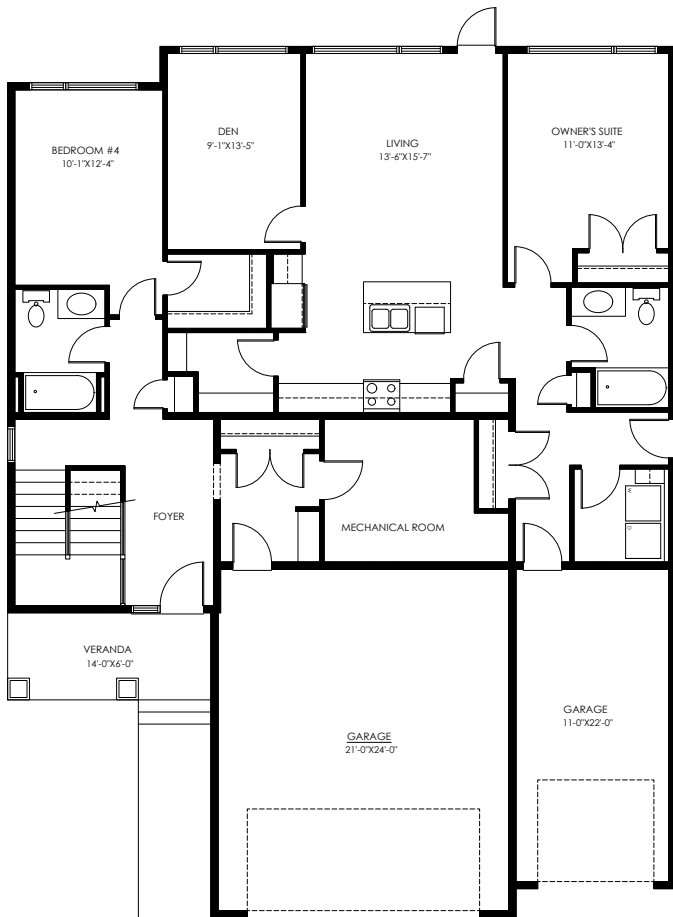 DEN
9'-1"X13'-5"
BEDROOM #4
10'-1"X12'-4"
LIVING
13'-6"X15'-7"
OWNER'S SUITE
11'-0"X13'-4"
FOYER
MECHANICAL ROOM
W
D
VERANDA
14'-0"X6'-0"
GARAGE
21'-0"X24'-0"
GARAGE
11-0"X22'-0"